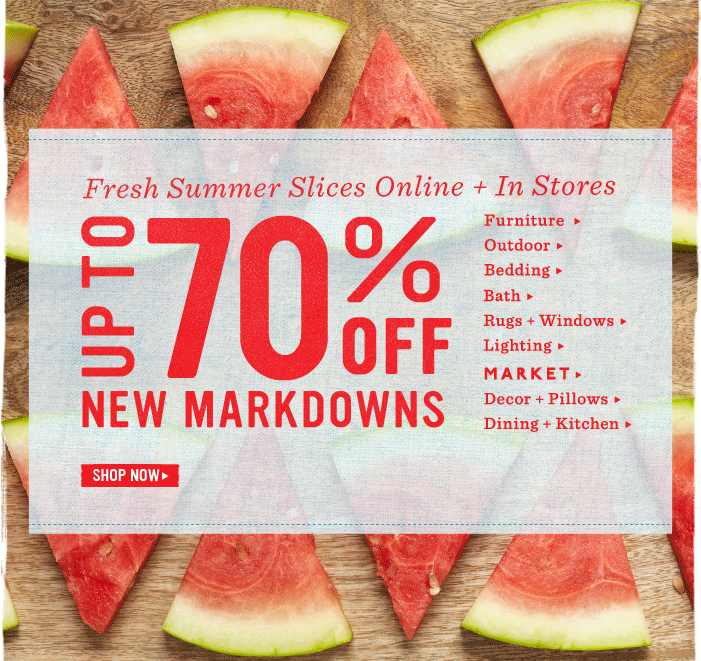 Fresh Summer Slices Online + In Stores
UP TO
70% OFF
NEW MARKDOWNS
SHOP NOW
Furniture
Outdoor
Bedding
Bath
Rugs + Windows
Lighting
MARKET
Decor + Pillows
Dining + Kitchen